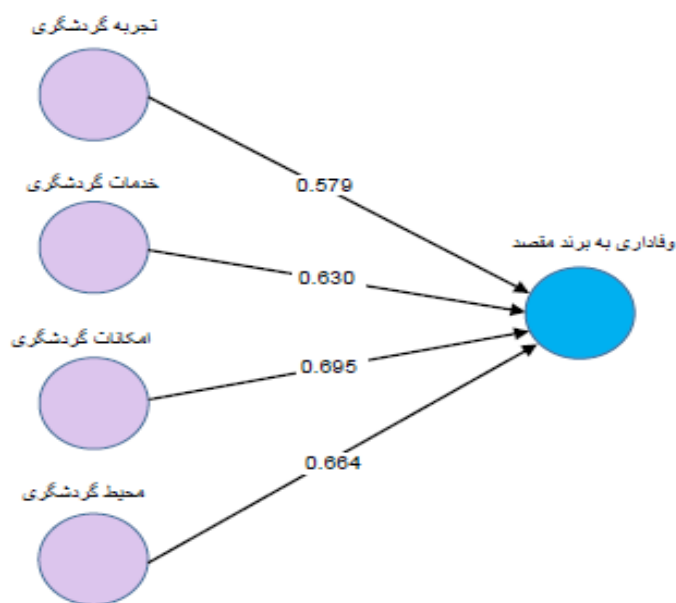 تجربه گردشگری
0.579
خدمات گردشگری
0.630
وفاداری به برند مقصد
امکانات گردشگری
0.695
محیط گردشگری
0.664